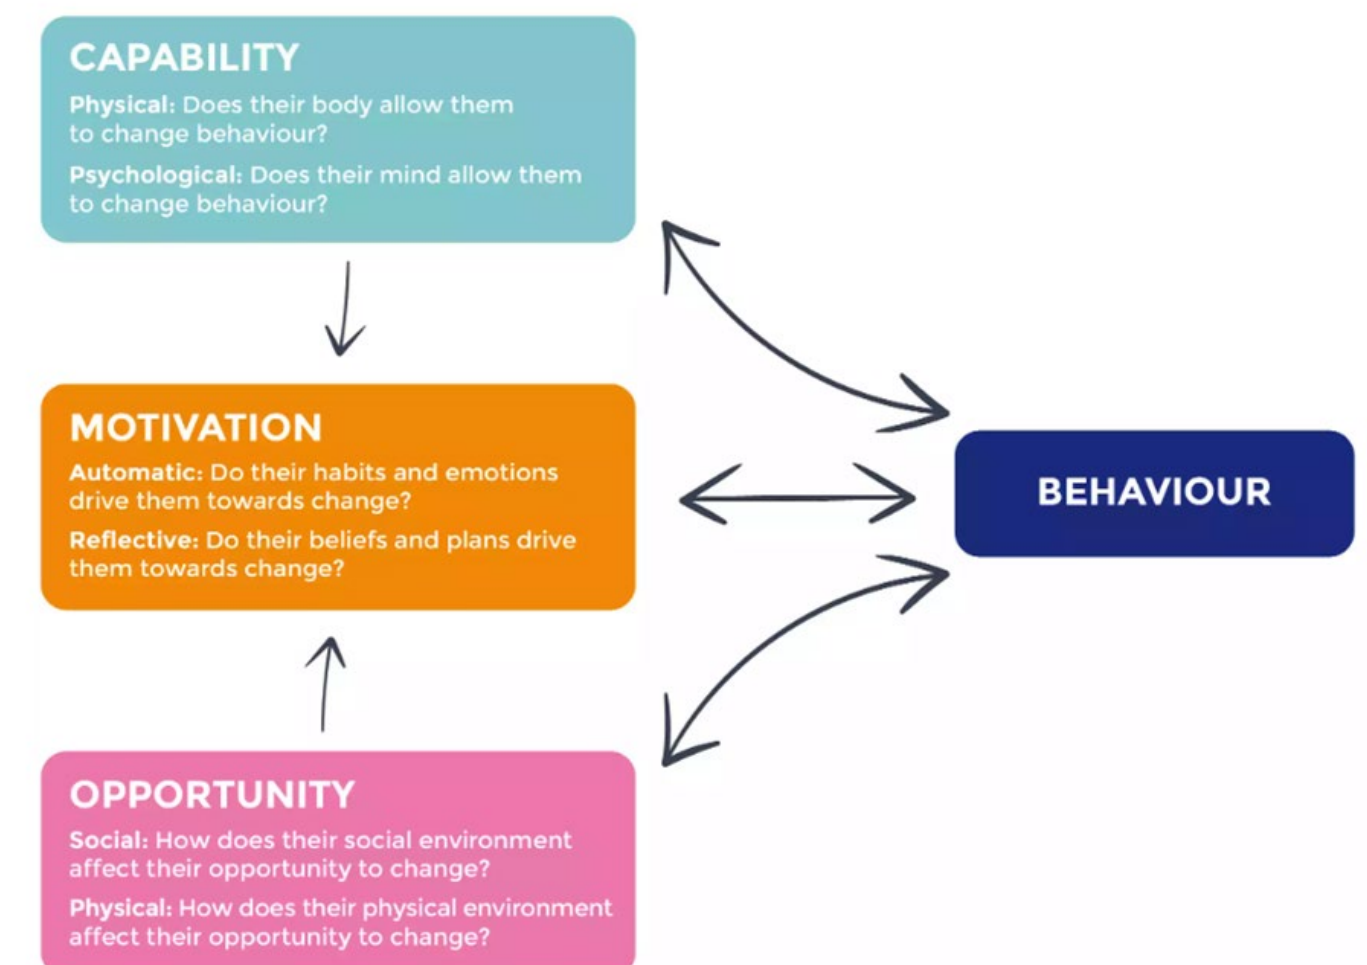 CAPABILITY
Physical: Does their body allow them
to change behaviour?
Psychological: Does their mind allow them
to change behaviour?
MOTIVATION
Automatic: Do their habits and emotions
drive them towards change?
Reflective: Do their beliefs and plans drive
them towards change?
BEHAVIOUR
OPPORTUNITY
Social: How does their social environment
affect their opportunity to change?
Physical: How does their physical environment
affect their opportunity to change?